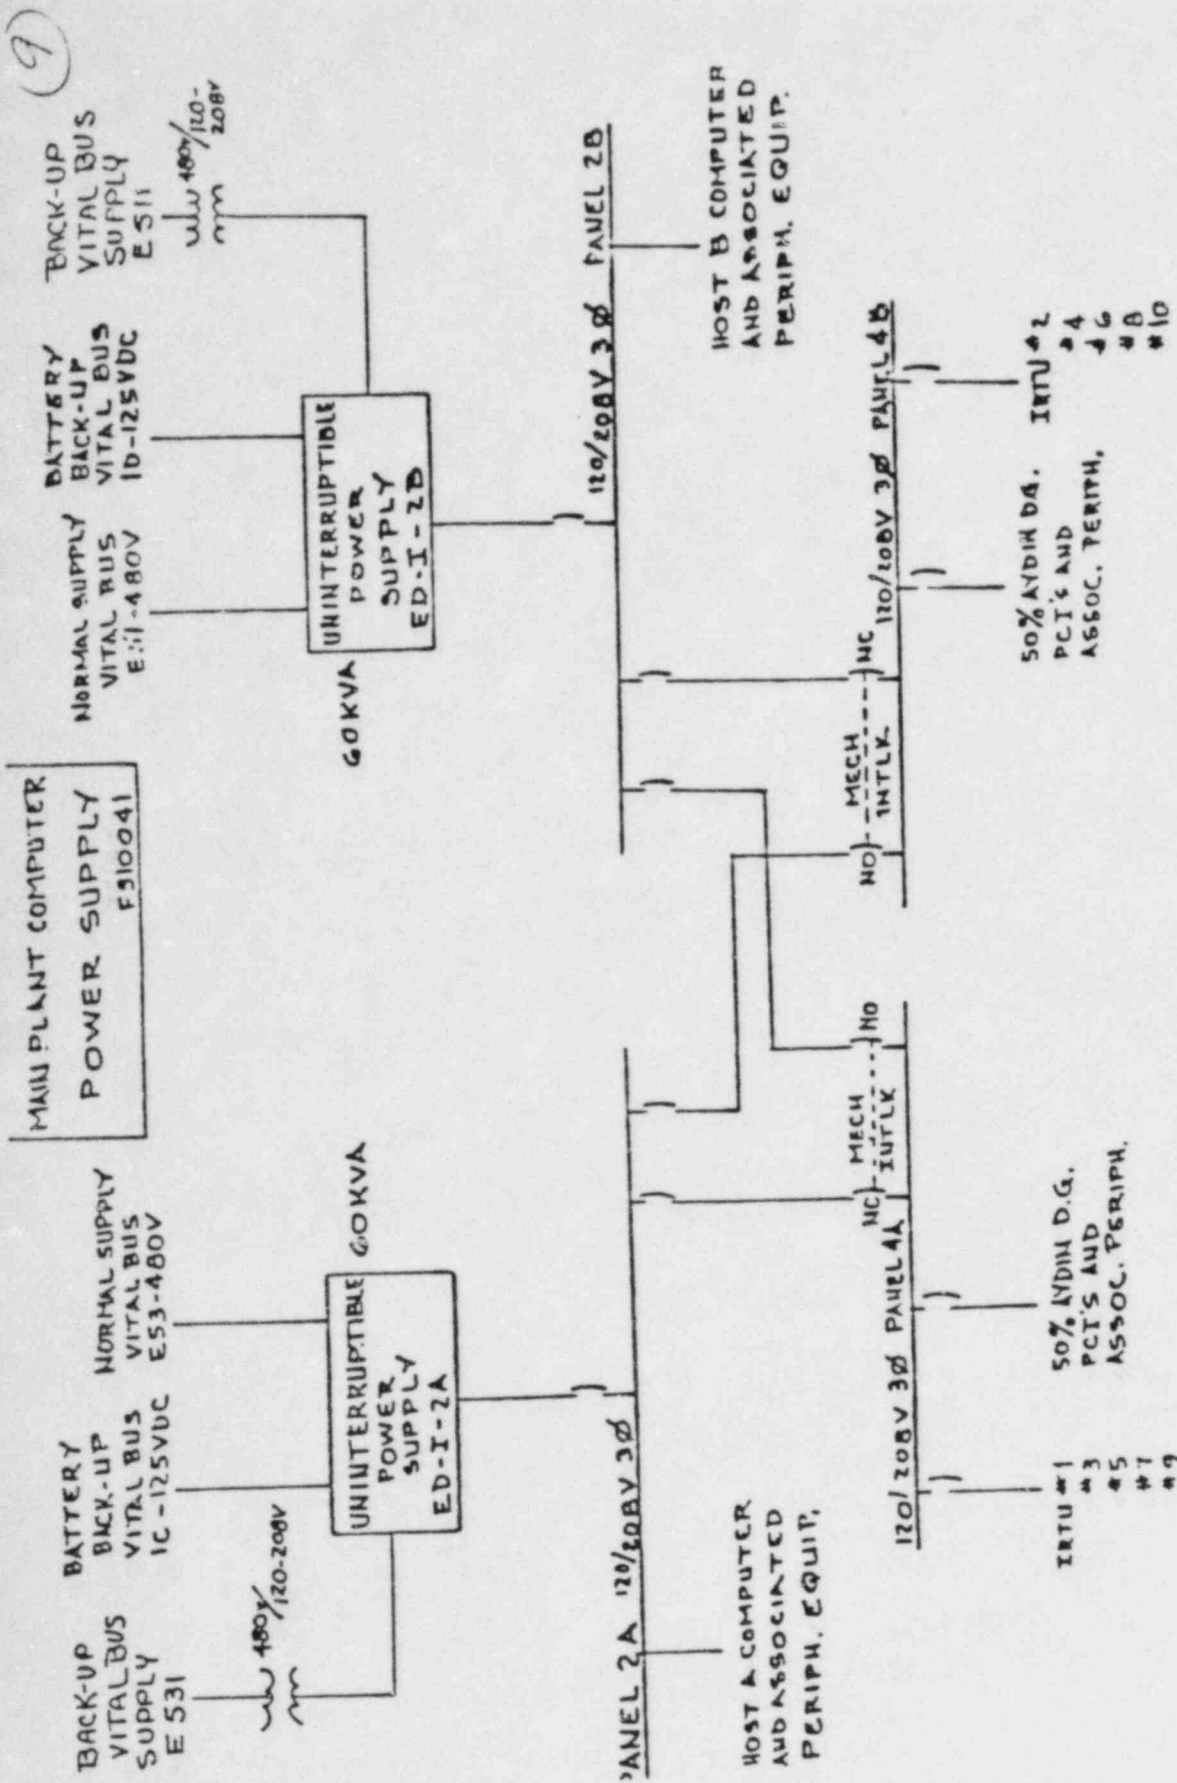 9
MAIN PLANT COMPUTER
POWER SUPPLY
F910041
BACK-UP
VITAL BUS
SUPPLY
E531
480V/120-208V
BATTERY
BACK-UP
VITAL BUS
1C-125VDC
NORMAL SUPPLY
VITAL BUS
E53-480V
UNINTERRUPTIBLE
POWER
SUPPLY
ED-I-2A
60KVA
NORMAL SUPPLY
VITAL BUS
-480V
BATTERY
BACK-UP
VITAL BUS
1D-125VDC
BACK-UP
VITAL BUS
SUPPLY
E511
480V/120-
208V
60KVA
UNINTERRUPTIBLE
POWER
SUPPLY
ED-I-2B
PANEL 2A 120/208V 3Ø
HOST A COMPUTER
AND ASSOCIATED
PERIPH. EQUIP.
120/208V 3Ø PANEL 2B
HOST B COMPUTER
AND ASSOCIATED
PERIPH. EQUIP.
120/208V 3Ø PANEL 4A
NC
MECH
INTLK
NO
IRTU #1
#3
#5
#7
#9
50% AYDIN D.G.
PCI'S AND
ASSOC. PERIPH.
NO
MECH
INTLK.
NC
120/208V 3Ø PANEL 4B
50% AYDIN DG.
PCI'S AND
ASSOC. PERIPH.
IRTU #2
#4
#6
#8
#10